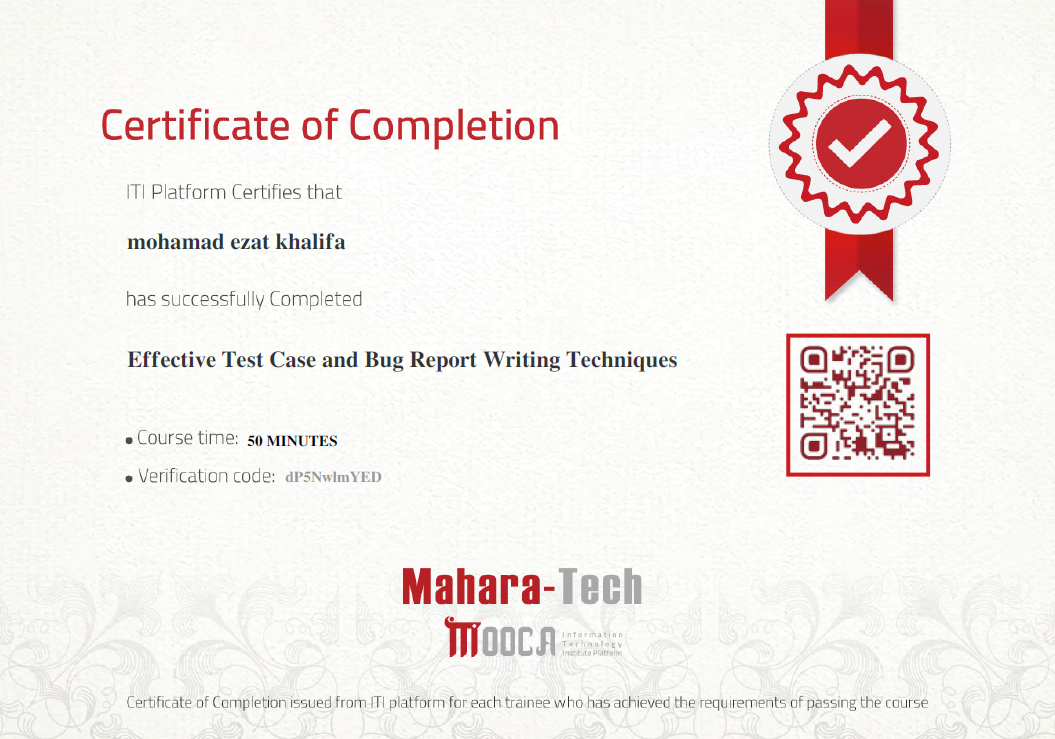 Certificate of Completion
ITI Platform Certifies that
mohamad ezat khalifa
has successfully Completed
Effective Test Case and Bug Report Writing Techniques
• Course time: 50 MINUTES
• Verification code: dP5NwlmYED
Mahara-Tech
MOOCA
Information
Technology
Institute Platform
Certificate of Completion issued from ITI platform for each trainee who has achieved the requirements of passing the course